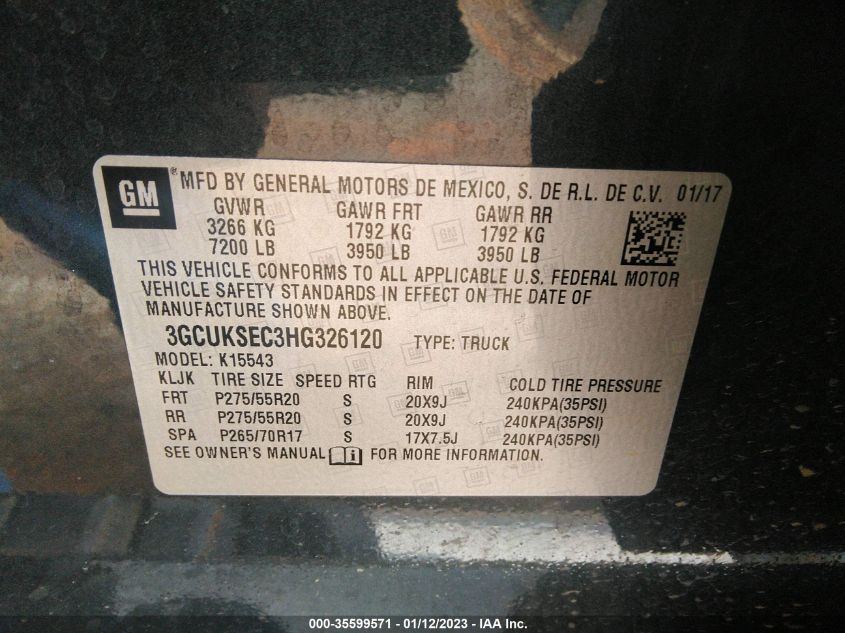 GM ® MFD BY GENERAL MOTORS DE MEXICO, S. DE R.L. DE C.V. 01/17
GVWR GAWR FRT GAWR RR
3266 KG 1792 KG 1792 KG
7200 LB 3950 LB 3950 LB
THIS VEHICLE CONFORMS TO ALL APPLICABLE U.S. FEDERAL MOTOR
VEHICLE SAFETY STANDARDS IN EFFECT ON THE DATE OF
MANUFACTURE SHOWN ABOVE.
3GCUKSEC3HG326120 TYPE: TRUCK
MODEL: K15543
KLJK TIRE SIZE SPEED RTG RIM COLD TIRE PRESSURE
FRT P275/55R20 S 20X9J 240KPA(35PSI)
RR P275/55R20 S 20X9J 240KPA(35PSI)
SPA P265/70R17 S 17X7.5J 240KPA(35PSI)
SEE OWNER'S MANUAL i FOR MORE INFORMATION.
000-35599571 - 01/12/2023 - IAA Inc.